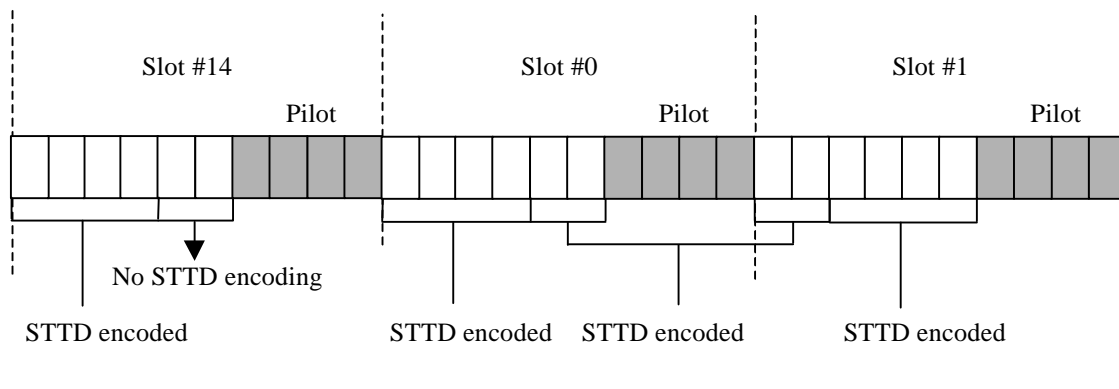 Slot #14
Slot #0
Slot #1
Pilot
Pilot
Pilot
No STTD encoding
STTD encoded
STTD encoded
STTD encoded
STTD encoded